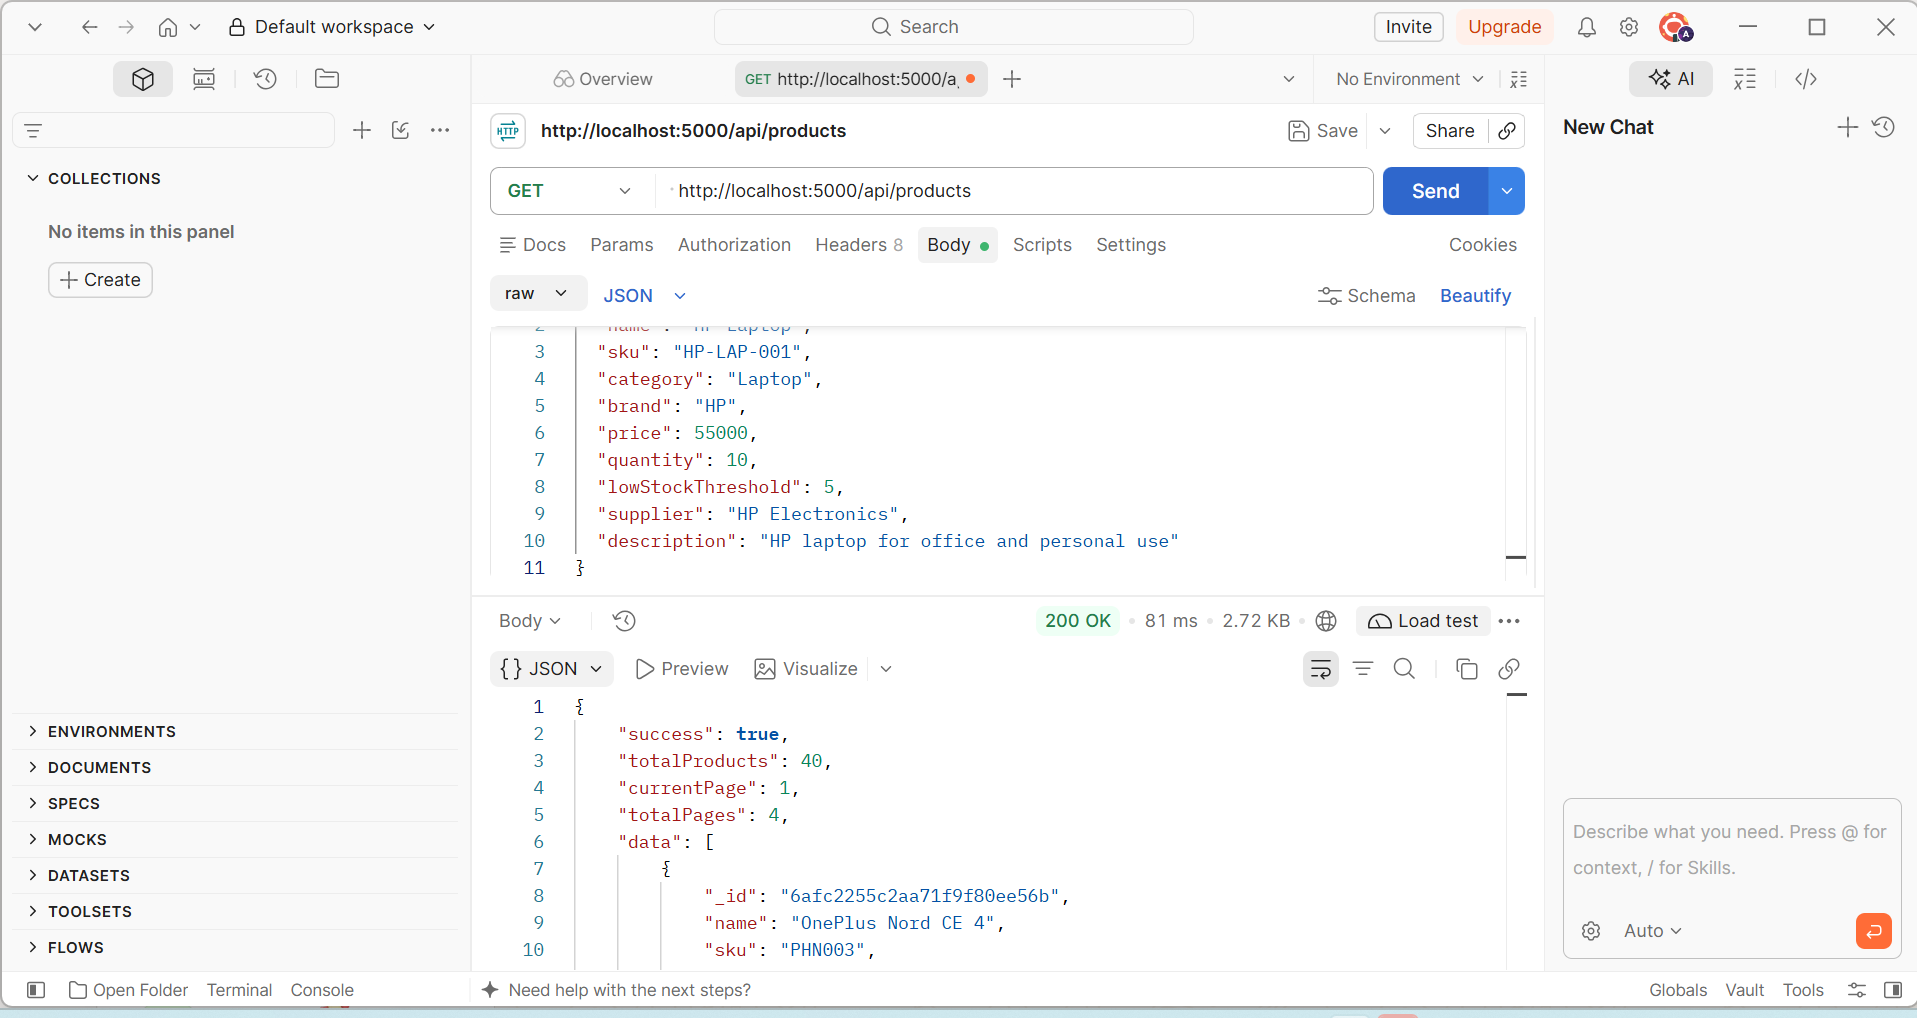 Default workspace
Search
Invite
Upgrade
A
Overview
GET http://localhost:5000/a
No Environment
AI
HTTP
http://localhost:5000/api/products
Save
Share
New Chat
COLLECTIONS
No items in this panel
Create
GET
http://localhost:5000/api/products
Send
Docs
Params
Authorization
Headers 8
Body
Scripts
Settings
Cookies
raw
JSON
Schema
Beautify
2 "name": "HP Laptop",
3 "sku": "HP-LAP-001",
4 "category": "Laptop",
5 "brand": "HP",
6 "price": 55000,
7 "quantity": 10,
8 "lowStockThreshold": 5,
9 "supplier": "HP Electronics",
10 "description": "HP laptop for office and personal use"
11 }
Body
200 OK
81 ms
2.72 KB
Load test
{} JSON
Preview
Visualize
1 {
2 "success": true,
3 "totalProducts": 40,
4 "currentPage": 1,
5 "totalPages": 4,
6 "data": [
7 {
8 "_id": "6afc2255c2aa71f9f80ee56b",
9 "name": "OnePlus Nord CE 4",
10 "sku": "PHN003",
ENVIRONMENTS
DOCUMENTS
SPECS
MOCKS
DATASETS
TOOLSETS
FLOWS
Describe what you need. Press @ for
context, / for Skills.
Auto
Open Folder
Terminal
Console
Need help with the next steps?
Globals
Vault
Tools